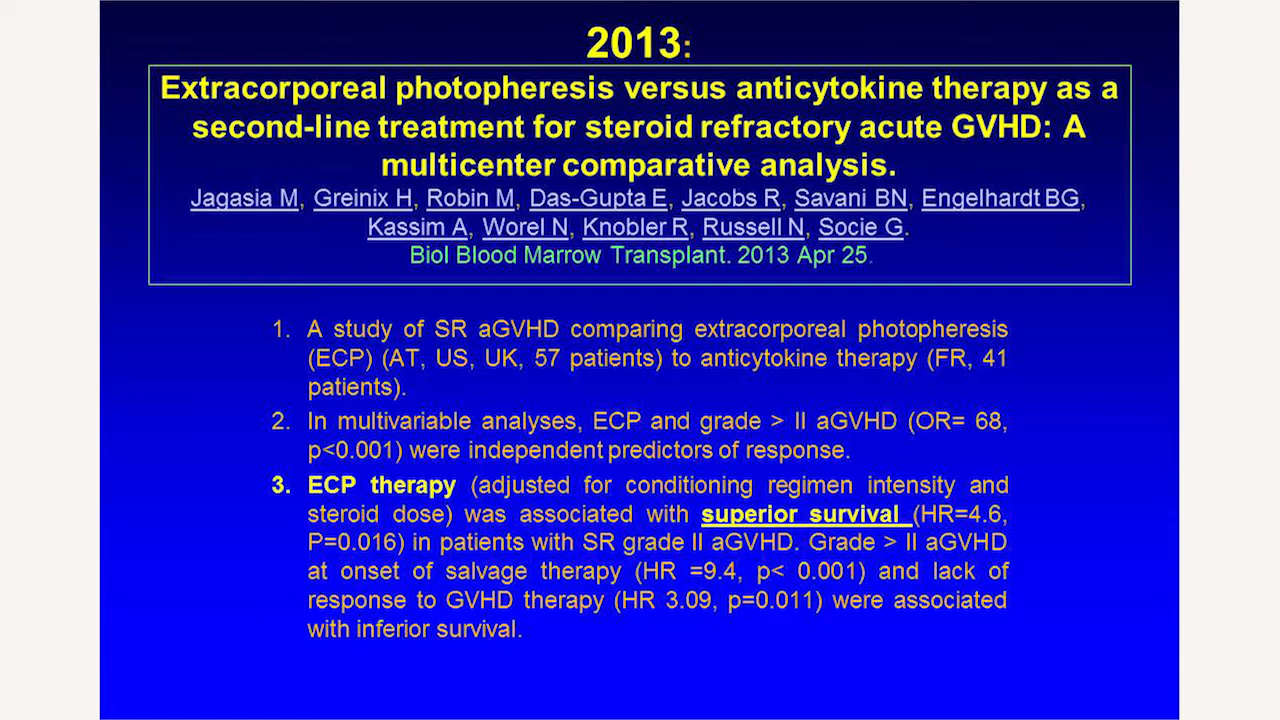 2013:
Extracorporeal photopheresis versus anticytokine therapy as a
second-line treatment for steroid refractory acute GVHD: A
multicenter comparative analysis.
Jagasia M, Greinix H, Robin M, Das-Gupta E, Jacobs R, Savani BN, Engelhardt BG,
Kassim A, Worel N, Knobler R, Russell N, Socie G.
Biol Blood Marrow Transplant. 2013 Apr 25.
1. A study of SR aGVHD comparing extracorporeal photopheresis
(ECP) (AT, US, UK, 57 patients) to anticytokine therapy (FR, 41
patients).
2. In multivariable analyses, ECP and grade > II aGVHD (OR= 68,
p<0.001) were independent predictors of response.
3. ECP therapy (adjusted for conditioning regimen intensity and
steroid dose) was associated with superior survival (HR=4.6,
P=0.016) in patients with SR grade II aGVHD. Grade > II aGVHD
at onset of salvage therapy (HR =9.4, p< 0.001) and lack of
response to GVHD therapy (HR 3.09, p=0.011) were associated
with inferior survival.